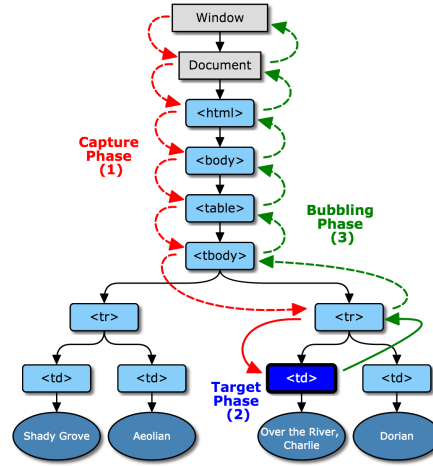 Window
Document
<html>
Capture
Phase
(1)
<body>
<table>
Bubbling
Phase
(3)
<tbody>
<tr>
<tr>
<td>
<td>
Target
Phase
(2)
<td>
<td>
Shady Grove
Aeolian
Over the River,
Charlie
Dorian